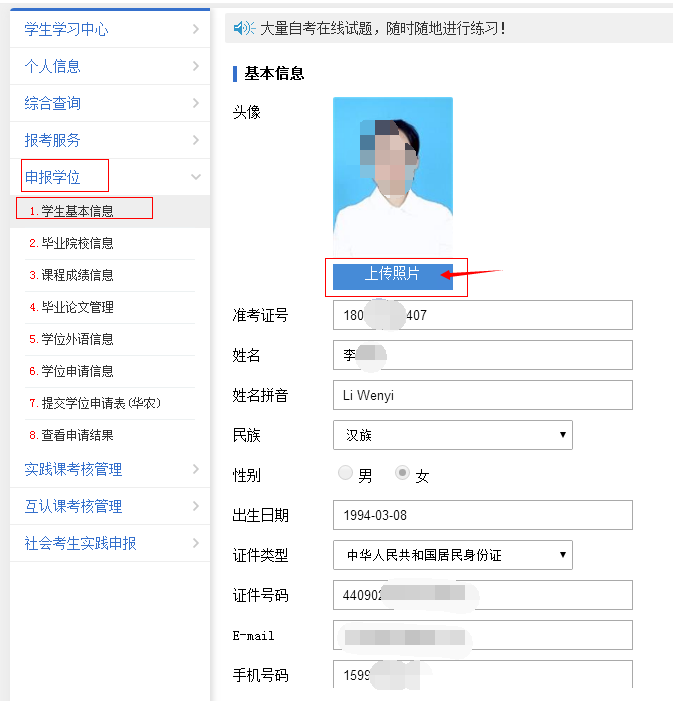 学生学习中心
个人信息
综合查询
报考服务
申报学位
1.学生基本信息
2.毕业院校信息
3.课程成绩信息
4.毕业论文管理
5.学位外语信息
6.学位申请信息
7.提交学位申请表(华农)
8.查看申请结果
实践课考核管理
互认课考核管理
社会考生实践申报
大量自考在线试题，随时随地进行练习！
基本信息
头像
上传照片
准考证号 180 407
姓名 李
姓名拼音 Li Wenyi
民族 汉族
性别 男 女
出生日期 1994-03-08
证件类型 中华人民共和国居民身份证
证件号码 440902
E-mail
手机号码 1599